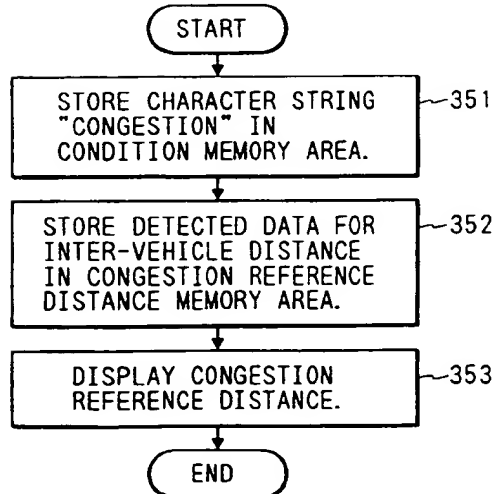 START
STORE CHARACTER STRING
"CONGESTION" IN
CONDITION MEMORY AREA.
351
STORE DETECTED DATA FOR
INTER-VEHICLE DISTANCE
IN CONGESTION REFERENCE
DISTANCE MEMORY AREA.
352
DISPLAY CONGESTION
REFERENCE DISTANCE.
353
END